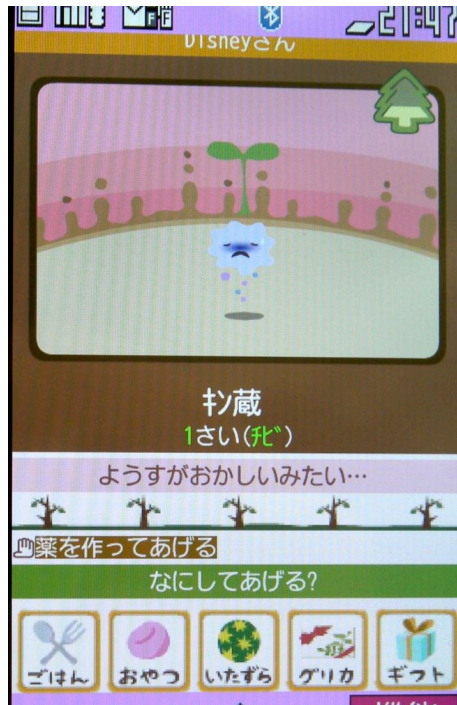 21:47
Disneyさん
ｷﾝ蔵
1さい(ﾁﾋﾞ)
ようすがおかしいみたい…
薬を作ってあげる
なにしてあげる?
ごはん おやつ いたずら グリカ ギフト